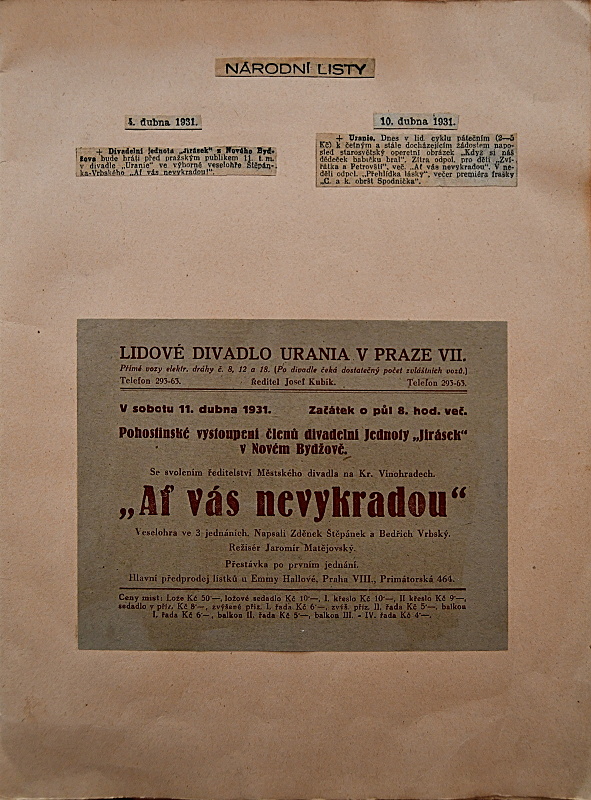 NÁRODNÍ LISTY
4. dubna 1931.
+ Divadelní jednota „Jirásek“ z Nového Byd-
žova bude hráti před pražským publikem 11. t. m.
v divadle „Uranie“ ve výborné veselohře Štěpán-
ka-Vrbského „Ať vás nevykradou!“.
10. dubna 1931.
+ Uranie. Dnes v lid. cyklu pátečním (2—5
Kč) k četným a stále docházejícím žádostem napo-
sled starosvětský operetní obrázek „Když si náš
dědeček babičku bral“. Zítra odpol. pro děti „Zví-
řátka a Petrovští“, več. „Ať vás nevykradou“. V ne-
děli odpol. „Přehlídka lásky“, večer premiéra frašky
„C. a k. obršt Spodnička“.
LIDOVÉ DIVADLO URANIA V PRAZE VII.
Přímé vozy elektr. dráhy č. 8, 12 a 18. (Po divadle čeká dostatečný počet zvláštních vozů.)
Telefon 293-63. Ředitel Josef Kubík. Telefon 293-63.
V sobotu 11. dubna 1931. Začátek o půl 8. hod. več.
Pohostinské vystoupení členů divadelní Jednoty „Jirásek“
v Novém Bydžově.
Se svolením ředitelství Městského divadla na Kr. Vinohradech.
„Ať vás nevykradou“
Veselohra ve 3 jednáních. Napsali Zdeněk Štěpánek a Bedřich Vrbský.
Režisér Jaromír Matějovský.
Přestávka po prvním jednání.
Hlavní předprodej lístků u Emmy Hallové, Praha VIII., Primátorská 464.
Ceny míst: Lože Kč 50·—, ložové sedadlo Kč 10·—, I. křeslo Kč 10·—, II křeslo Kč 9·—,
sedadlo v příz. Kč 8·—, zvýšené příz. I. řada Kč 6·—, zvýš. příz. II. řada Kč 5·—, balkon
I. řada Kč 6·—, balkon II. řada Kč 5·—, balkon III. - IV. řada Kč 4·—.